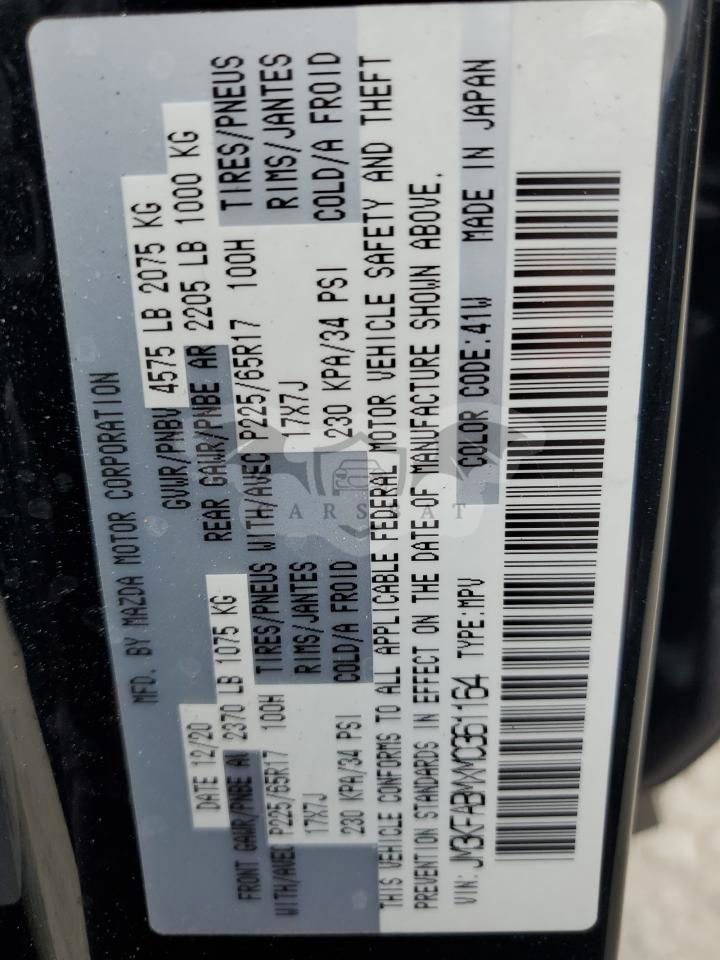 MFD. BY MAZDA MOTOR CORPORATION
DATE 12/20 GVWR/PNBV 4575 LB 2075 KG
FRONT GAWR/PNBE AV 2370 LB 1075 KG REAR GAWR/PNBE AR 2205 LB 1000 KG
WITH/AVEC P225/65R17 100H TIRES/PNEUS WITH/AVEC P225/65R17 100H TIRES/PNEUS
17X7J RIMS/JANTES 17X7J RIMS/JANTES
230 KPA/34 PSI COLD/A FROID 230 KPA/34 PSI COLD/A FROID
THIS VEHICLE CONFORMS TO ALL APPLICABLE FEDERAL MOTOR VEHICLE SAFETY AND THEFT
PREVENTION STANDARDS IN EFFECT ON THE DATE OF MANUFACTURE SHOWN ABOVE.
VIN: JM3KFABMXM0361164 TYPE:MPV COLOR CODE:41W MADE IN JAPAN